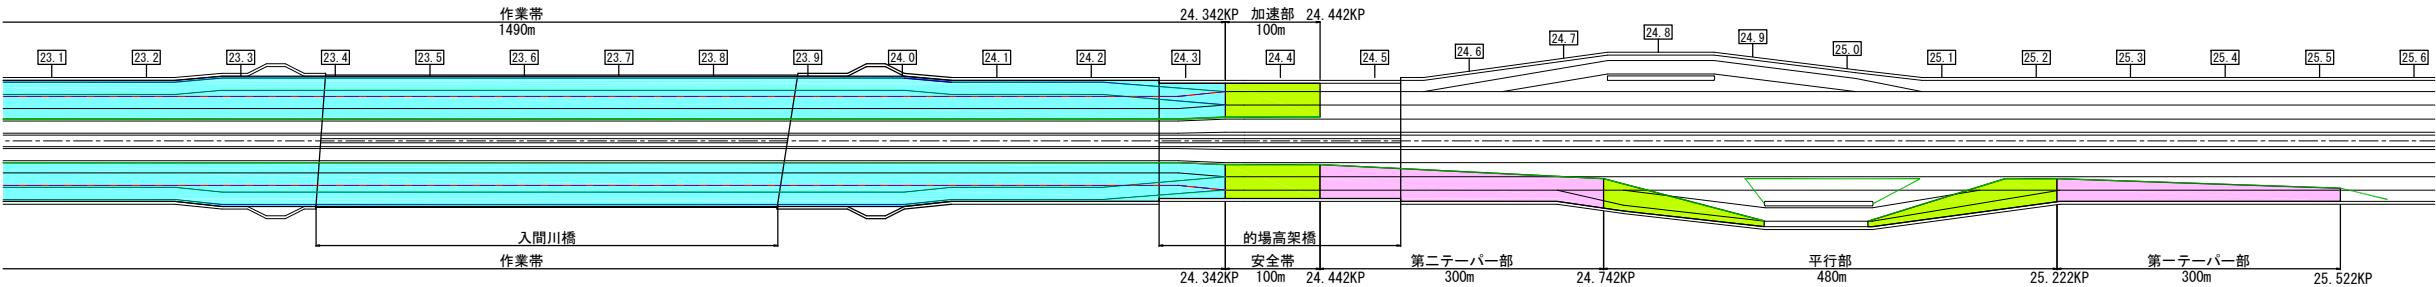 作業帯 24.342KP 加速部 24.442KP
1490m 100m
23.1 23.2 23.3 23.4 23.5 23.6 23.7 23.8 23.9 24.0 24.1 24.2 24.3 24.4 24.5 24.6 24.7 24.8 24.9 25.0 25.1 25.2 25.3 25.4 25.5 25.6
入間川橋 的場高架橋
作業帯 安全帯 第二テーパー部 平行部 第一テーパー部
24.342KP 100m 24.442KP 300m 24.742KP 480m 25.222KP 300m 25.522KP